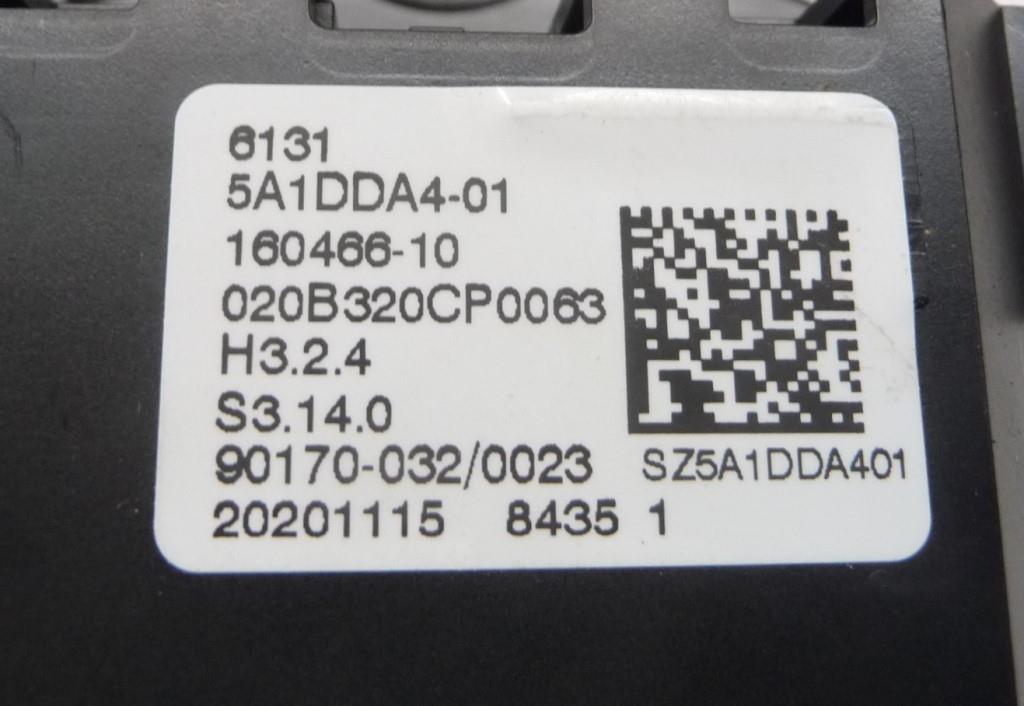 6131
5A1DDA4-01
160466-10
020B320CP0063
H3.2.4
S3.14.0
90170-032/0023
SZ5A1DDA401
20201115 8435 1